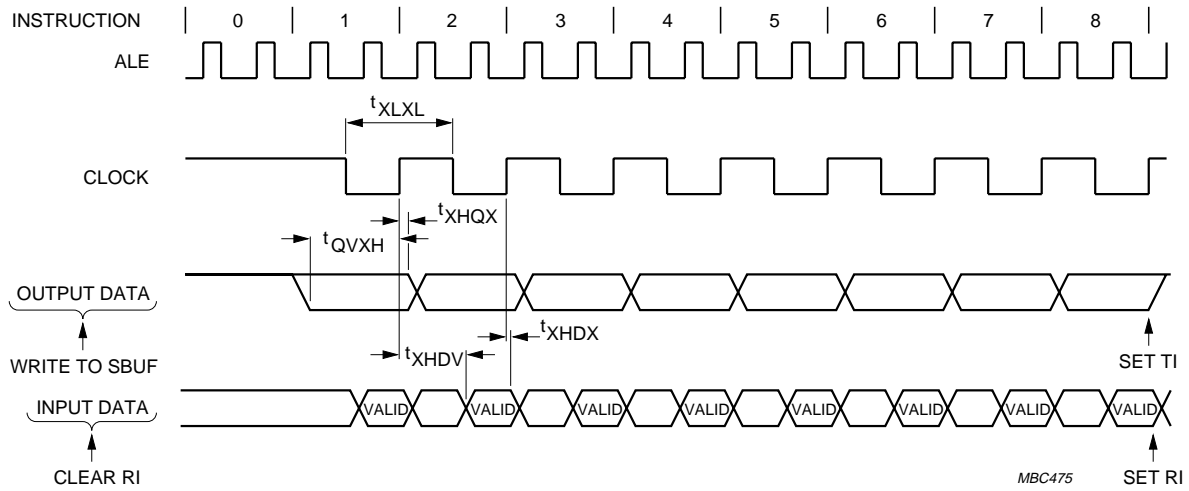 INSTRUCTION | 0 | 1 | 2 | 3 | 4 | 5 | 6 | 7 | 8 |
ALE
tXLXL
CLOCK
tXHQX
tQVXH
OUTPUT DATA
tXHDX
WRITE TO SBUF
tXHDV
SET TI
INPUT DATA
VALID VALID VALID VALID VALID VALID VALID VALID
CLEAR RI
MBC475
SET RI